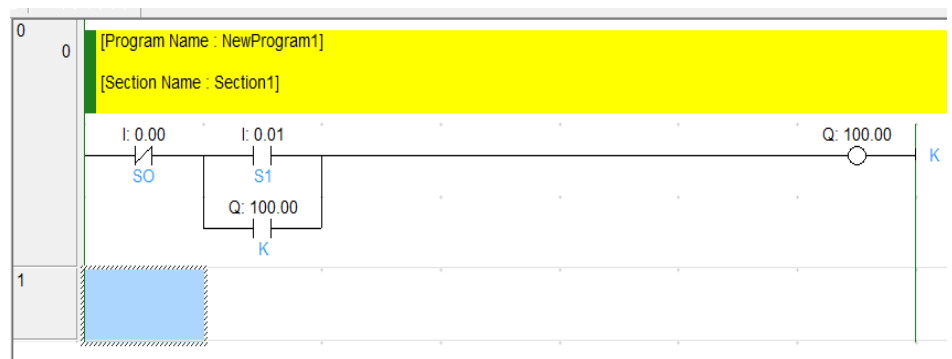 0
0
[Program Name : NewProgram1]
[Section Name : Section1]
I: 0.00 I: 0.01 Q: 100.00
SO S1 K
Q: 100.00
K
1